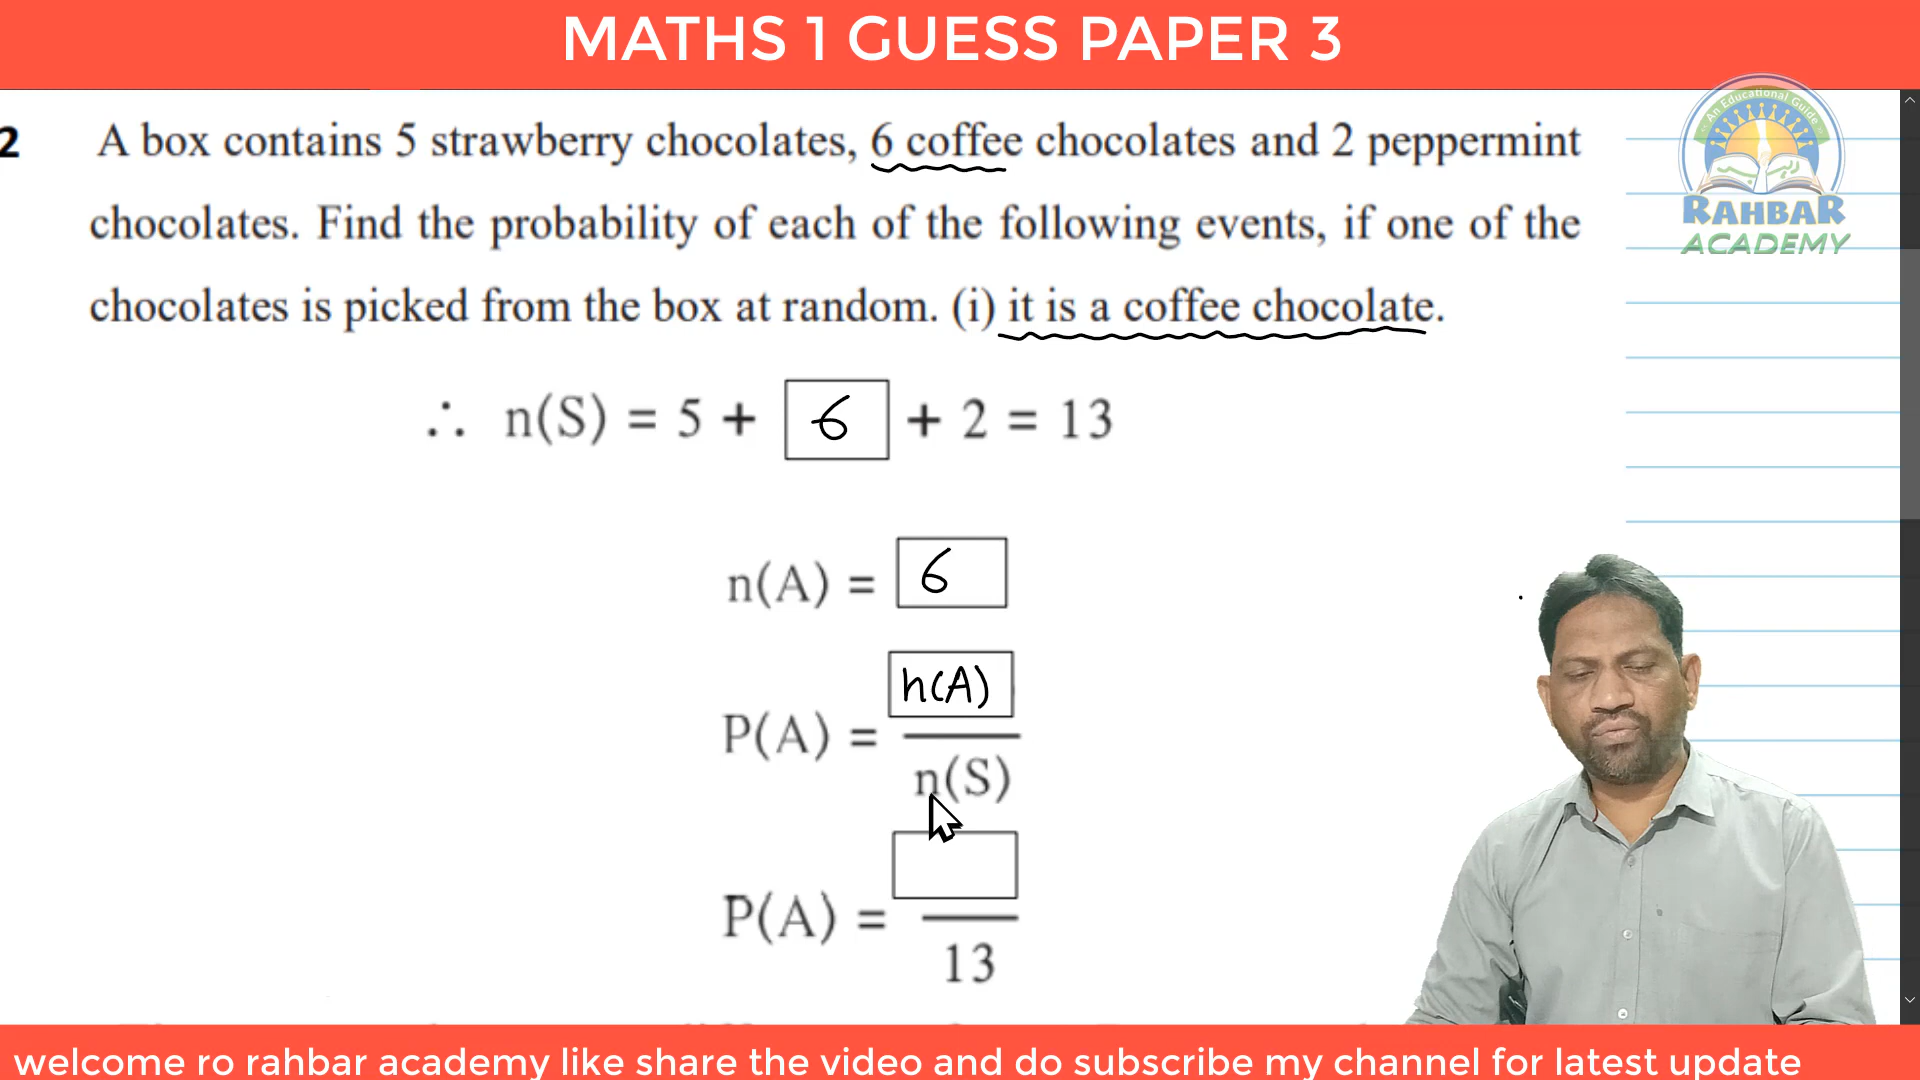 MATHS 1 GUESS PAPER 3
An Educational Guide
RAHBAR
ACADEMY
2 A box contains 5 strawberry chocolates, 6 coffee chocolates and 2 peppermint
chocolates. Find the probability of each of the following events, if one of the
chocolates is picked from the box at random. (i) it is a coffee chocolate.
∴ n(S) = 5 + 6 + 2 = 13
n(A) = 6
n(A)
P(A) =
n(S)
P(A) =
13
welcome ro rahbar academy like share the video and do subscribe my channel for latest update